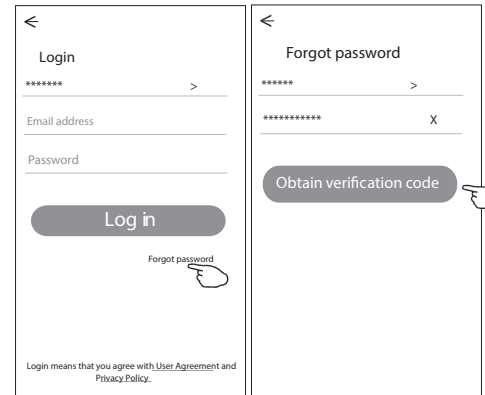 Login
******* >
Email address
Password
Log in
Forgot password
Login means that you agree with User Agreement and
Privacy Policy
Forgot password
****** >
*********** X
Obtain verification code